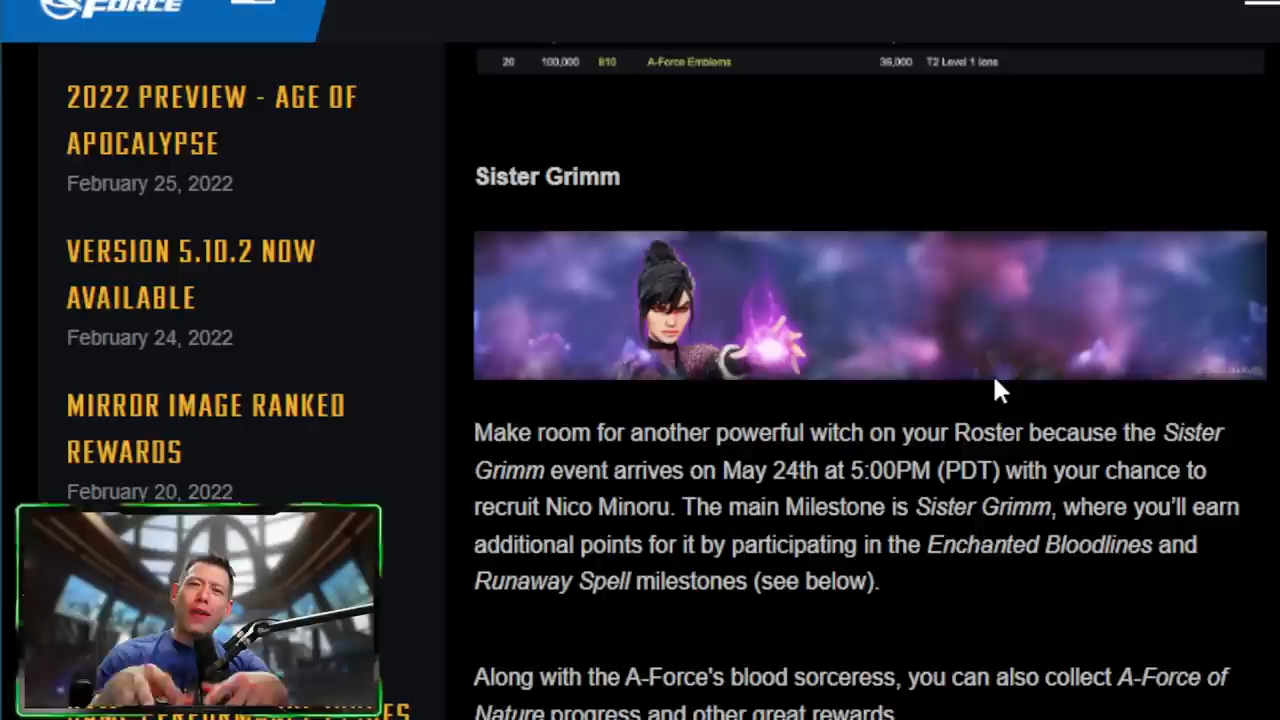 FORCE
2022 PREVIEW - AGE OF
APOCALYPSE
February 25, 2022
VERSION 5.10.2 NOW
AVAILABLE
February 24, 2022
MIRROR IMAGE RANKED
REWARDS
February 20, 2022
20 100,000 810 A-Force Emblems 36,000 T2 Level 1 Ions
Sister Grimm
Make room for another powerful witch on your Roster because the Sister
Grimm event arrives on May 24th at 5:00PM (PDT) with your chance to
recruit Nico Minoru. The main Milestone is Sister Grimm, where you'll earn
additional points for it by participating in the Enchanted Bloodlines and
Runaway Spell milestones (see below).
Along with the A-Force's blood sorceress, you can also collect A-Force of
Nature progress and other great rewards.